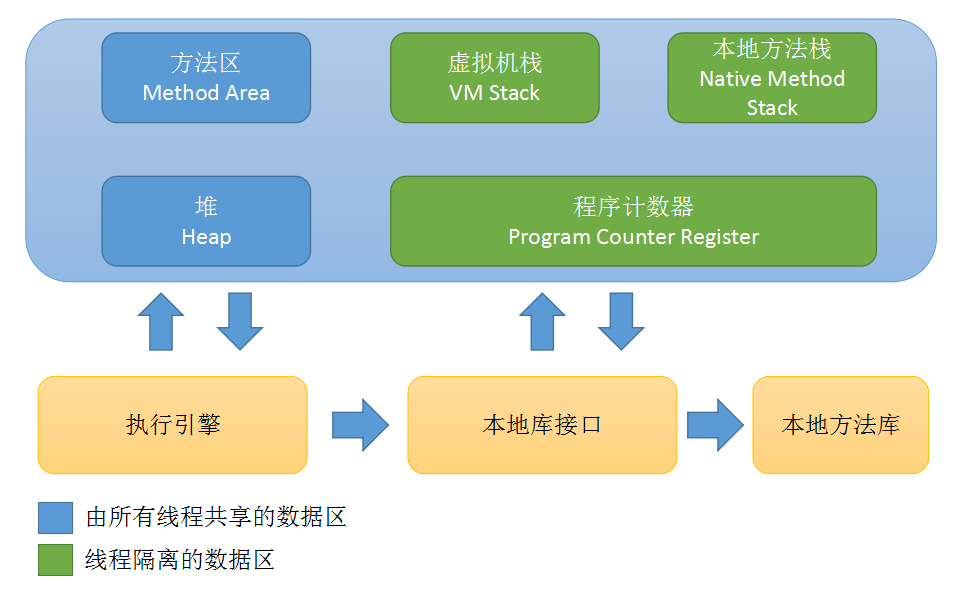 方法区
Method Area
虚拟机栈
VM Stack
本地方法栈
Native Method
Stack
堆
Heap
程序计数器
Program Counter Register
执行引擎
本地库接口
本地方法库
由所有线程共享的数据区
线程隔离的数据区